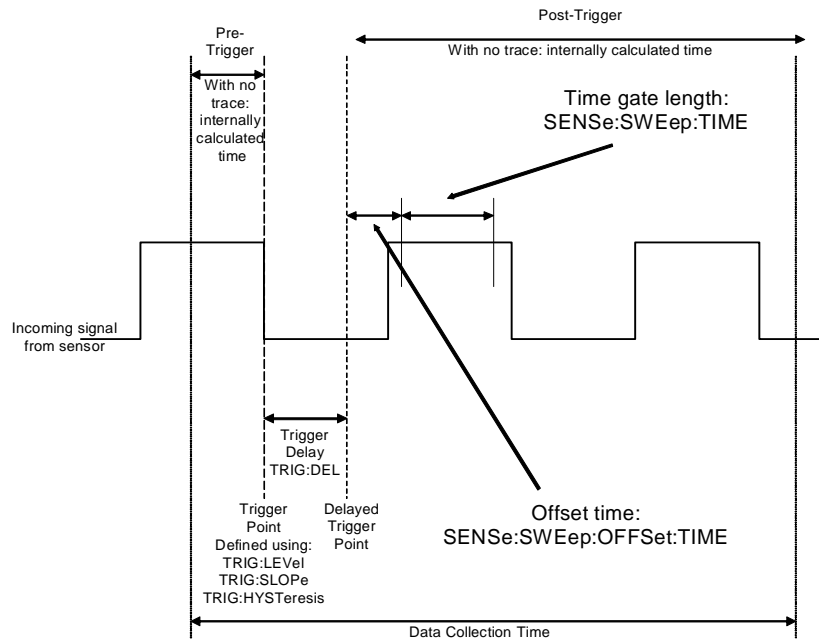 Pre-
Trigger
With no
trace:
internally
calculated
time
Post-Trigger
With no trace: internally calculated time
Time gate length:
SENSe:SWEep:TIME
Incoming signal
from sensor
Trigger
Delay
TRIG:DEL
Trigger
Point
Defined using:
TRIG:LEVel
TRIG:SLOPe
TRIG:HYSTeresis
Delayed
Trigger
Point
Offset time:
SENSe:SWEep:OFFSet:TIME
Data Collection Time